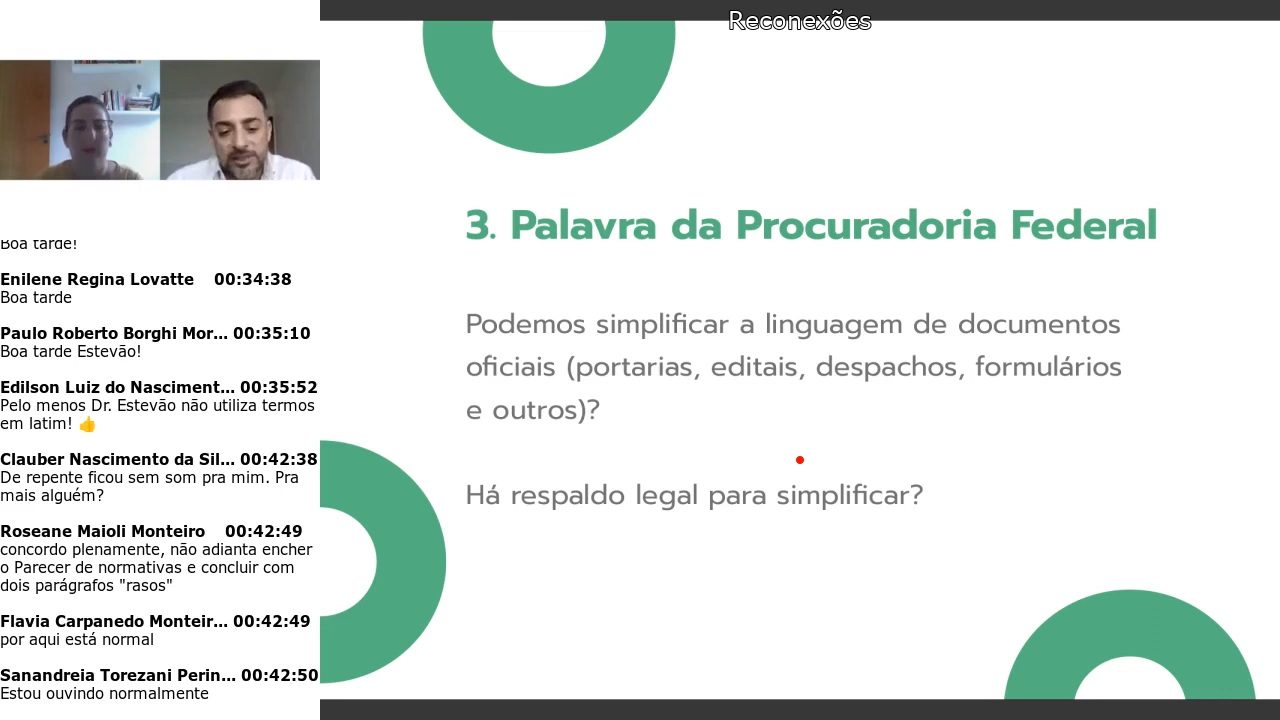 Reconexões
Boa tarde!
Enilene Regina Lovatte 00:34:38
Boa tarde
Paulo Roberto Borghi Mor... 00:35:10
Boa tarde Estevão!
Edilson Luiz do Nasciment... 00:35:52
Pelo menos Dr. Estevão não utiliza termos
em latim! 👍
Clauber Nascimento da Sil... 00:42:38
De repente ficou sem som pra mim. Pra
mais alguém?
Roseane Maioli Monteiro 00:42:49
concordo plenamente, não adianta encher
o Parecer de normativas e concluir com
dois parágrafos "rasos"
Flavia Carpanedo Monteir... 00:42:49
por aqui está normal
Sanandreia Torezani Perin... 00:42:50
Estou ouvindo normalmente
3. Palavra da Procuradoria Federal
Podemos simplificar a linguagem de documentos
oficiais (portarias, editais, despachos, formulários
e outros)?
Há respaldo legal para simplificar?